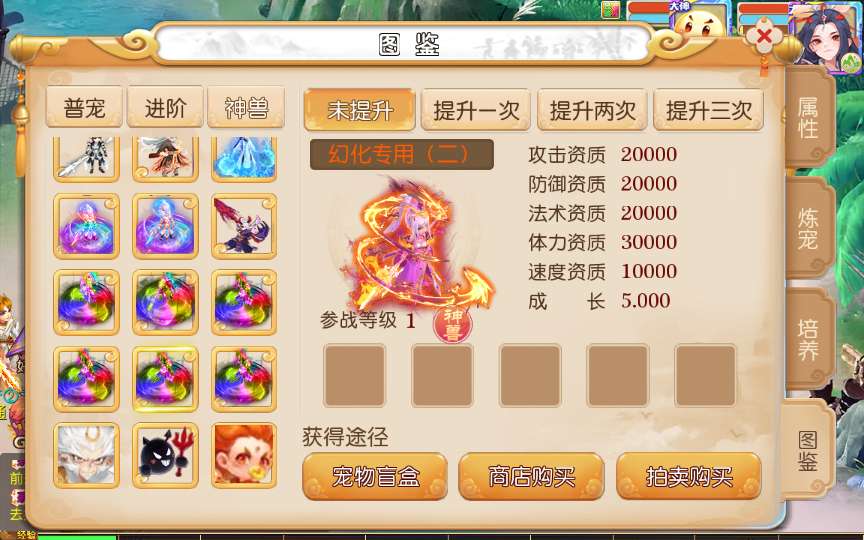 大神
图 鉴
普宠 进阶 神兽
未提升 提升一次 提升两次 提升三次
幻化专用（二）
攻击资质 20000
防御资质 20000
法术资质 20000
体力资质 30000
速度资质 10000
成 长 5.000
参战等级 1
神兽
获得途径
宠物盲盒 商店购买 拍卖购买
属性
炼宠
培养
图鉴
前
去
经验